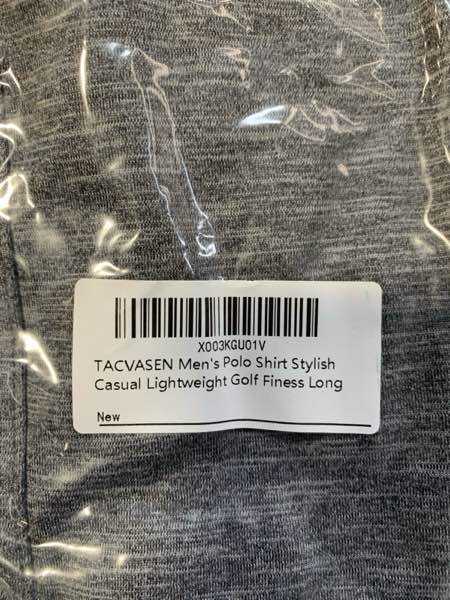 X003KGU01V
TACVASEN Men's Polo Shirt Stylish
Casual Lightweight Golf Finess Long
New